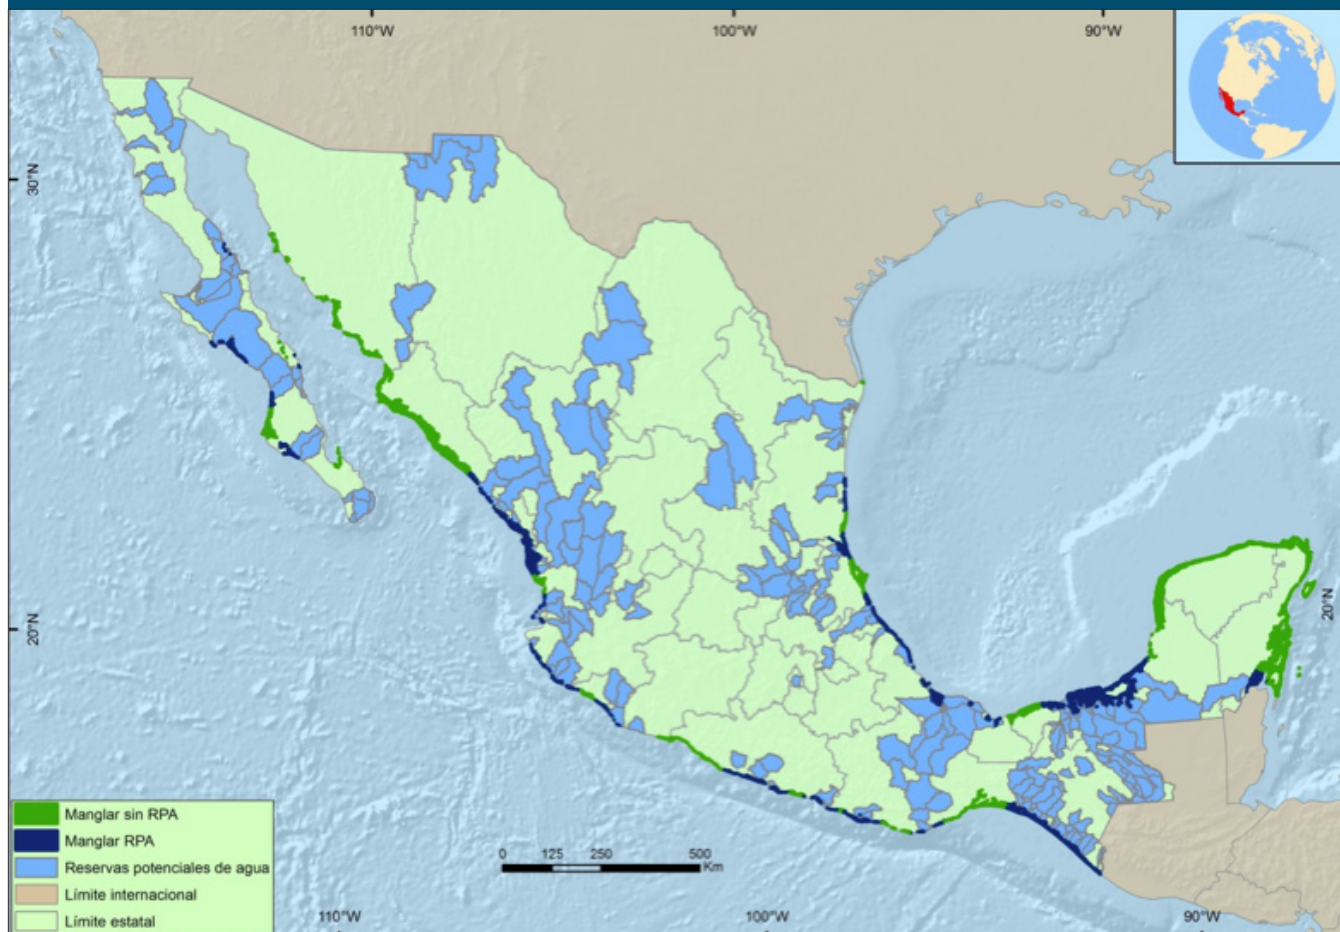 110°W 100°W 90°W
30°N
20°N 20°N
Manglar sin RPA
Manglar RPA
Reservas potenciales de agua
Límite internacional
Límite estatal
0 125 250 500
Km
110°W 100°W 90°W